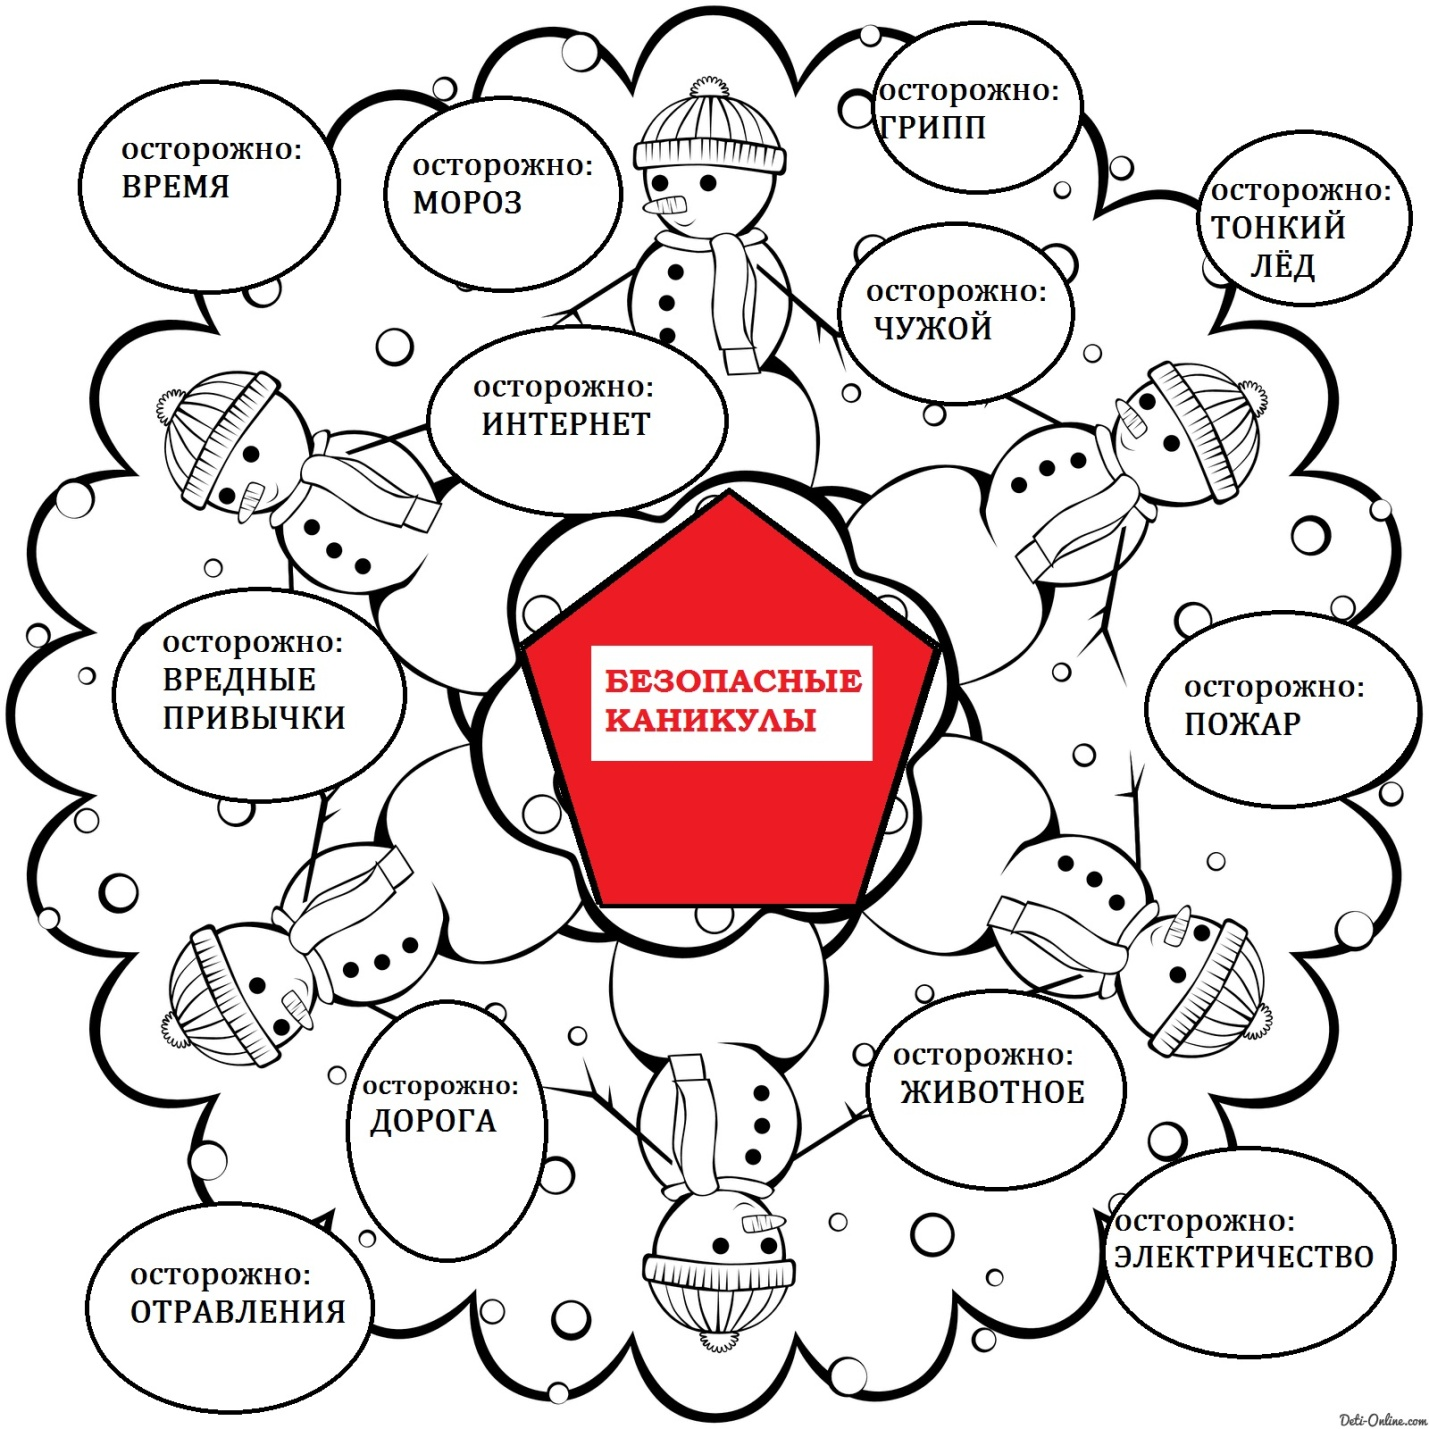 осторожно:
ВРЕМЯ
осторожно:
МОРОЗ
осторожно:
ГРИПП
осторожно:
ТОНКИЙ
ЛЁД
осторожно:
ЧУЖОЙ
осторожно:
ИНТЕРНЕТ
осторожно:
ВРЕДНЫЕ
ПРИВЫЧКИ
БЕЗОПАСНЫЕ
КАНИКУЛЫ
осторожно:
ПОЖАР
осторожно:
ДОРОГА
осторожно:
ЖИВОТНОЕ
осторожно:
ОТРАВЛЕНИЯ
осторожно:
ЭЛЕКТРИЧЕСТВО
Deti-Online.com